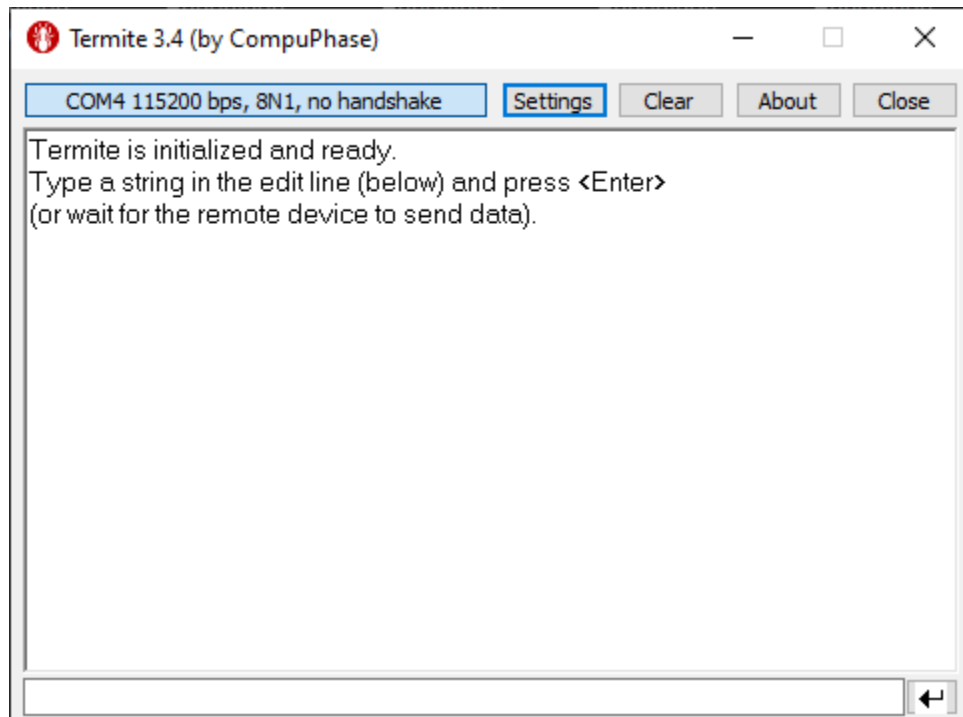 Termite 3.4 (by CompuPhase)
COM4 115200 bps, 8N1, no handshake Settings Clear About Close
Termite is initialized and ready.
Type a string in the edit line (below) and press <Enter>
(or wait for the remote device to send data).